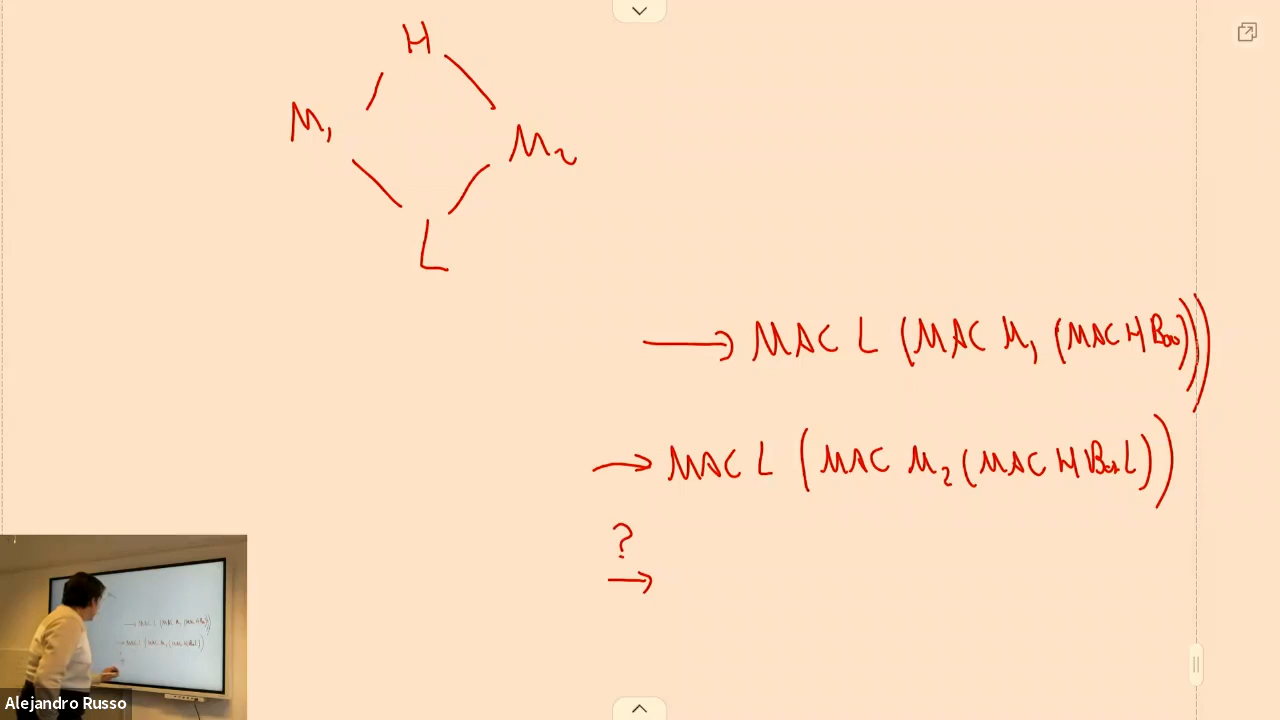 H
M₁
M₂
L
→ MAC L (MAC M₁ (MAC H Bool)))
→ MAC L (MAC M₂ (MAC H Bool))
?
→
Alejandro Russo